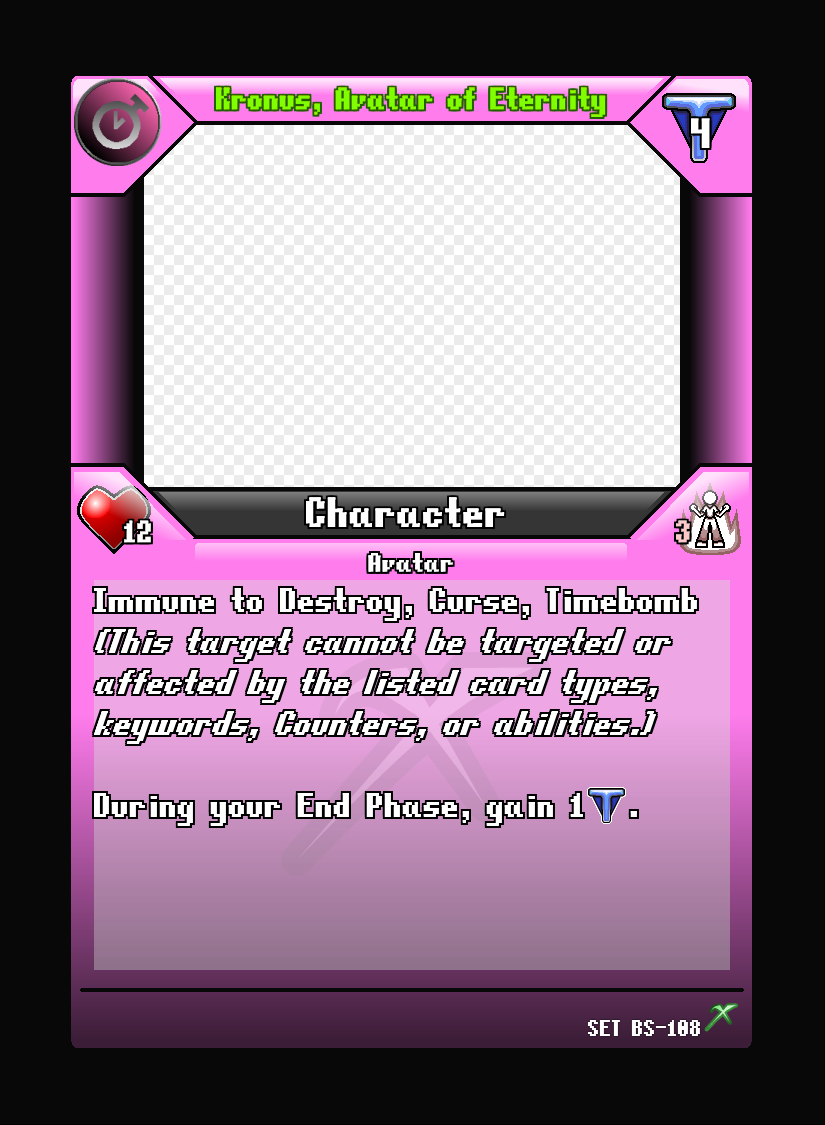 Kronus, Avatar of Eternity
4
Character
12
3
Avatar
Immune to Destroy, Curse, Timebomb
(This target cannot be targeted or
affected by the listed card types,
keywords, Counters, or abilities.)
During your End Phase, gain 1T.
SET BS-108